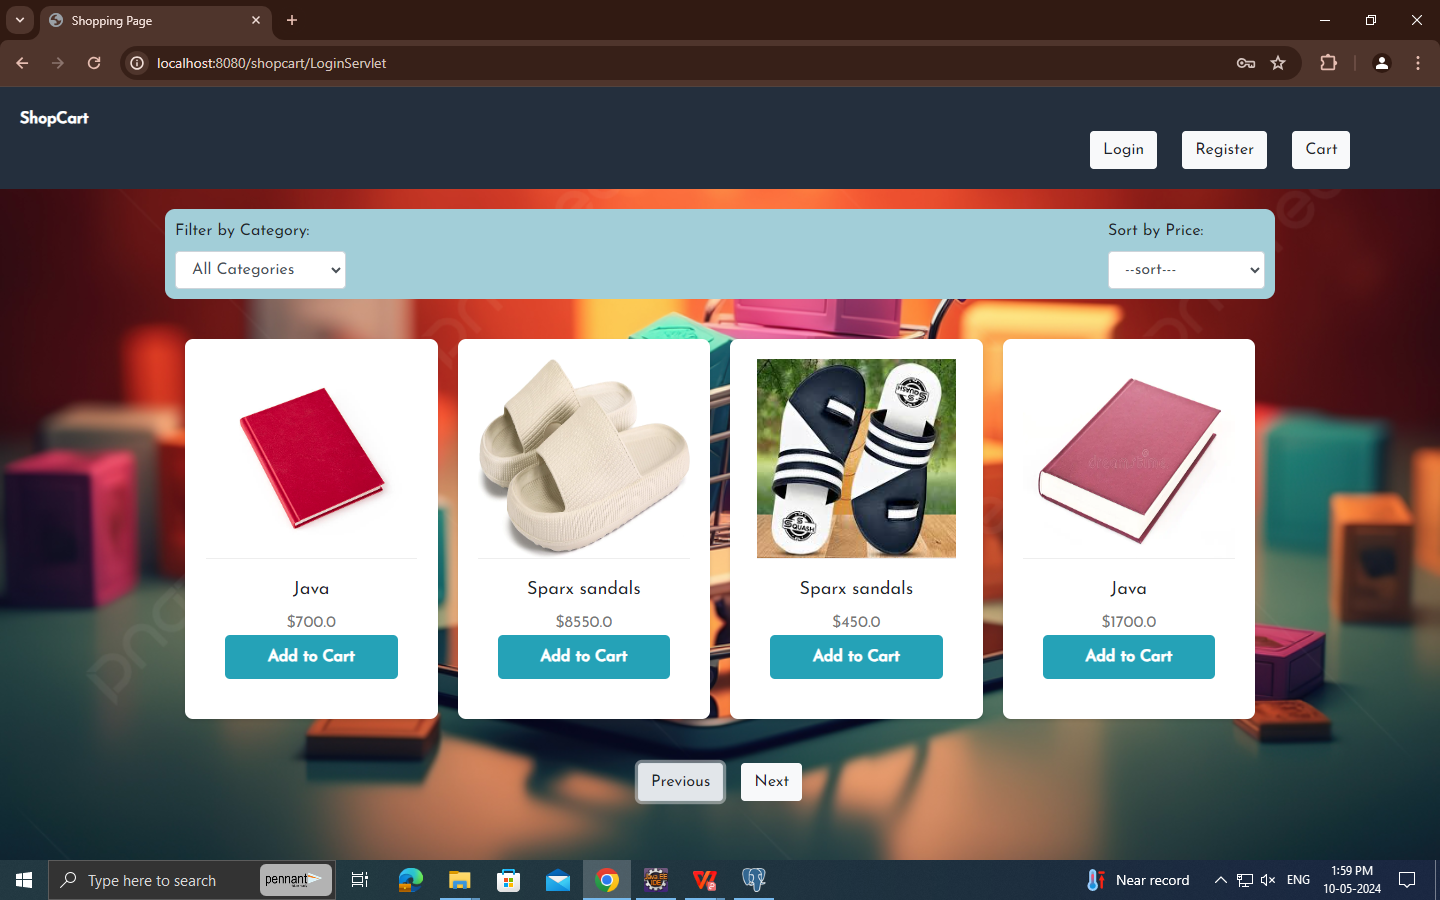 Shopping Page
localhost:8080/shopcart/LoginServlet
ShopCart
Login
Register
Cart
Filter by Category:
Sort by Price:
All Categories
--sort---
SQUASH
SQUASH
Java
Sparx sandals
Sparx sandals
Java
$700.0
$8550.0
$450.0
$1700.0
Add to Cart
Add to Cart
Add to Cart
Add to Cart
Previous
Next
Type here to search
pennant
Near record
ENG
1:59 PM
10-05-2024